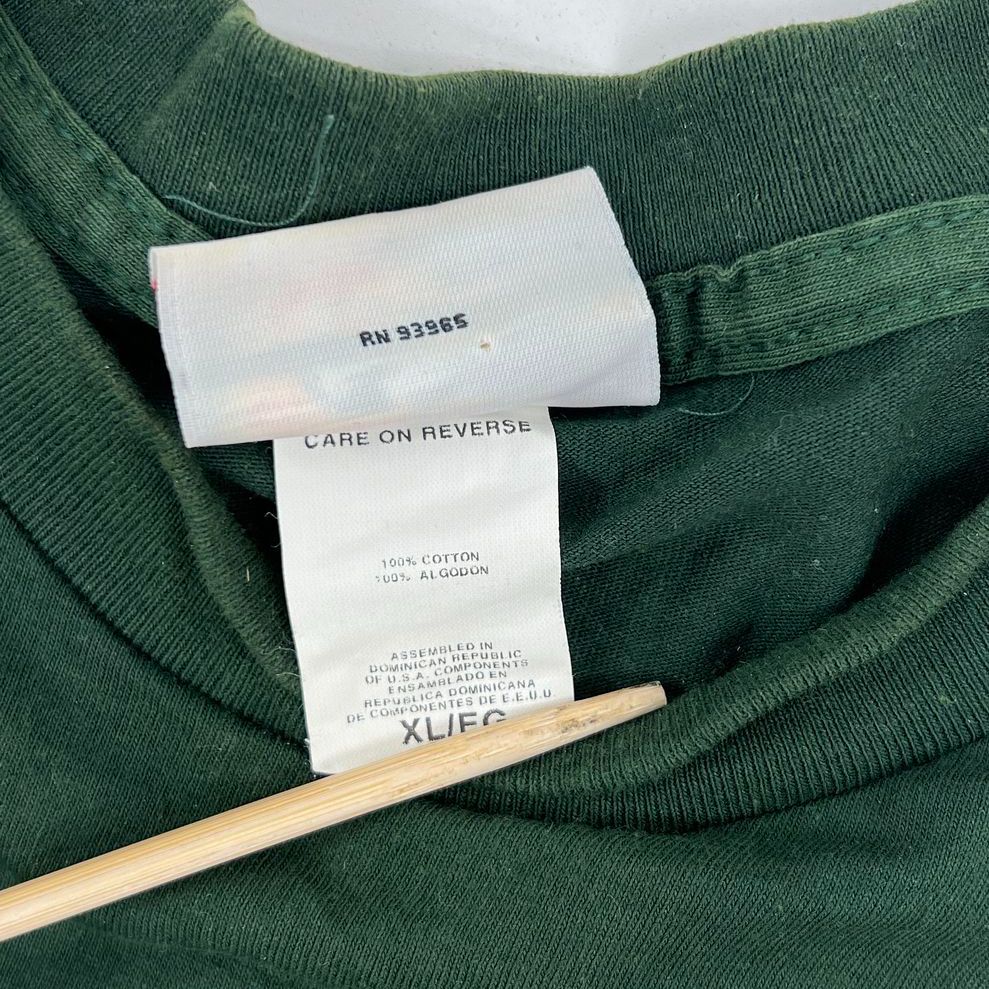 RN 93965
CARE ON REVERSE
100% COTTON
100% ALGODON
ASSEMBLED IN
DOMINICAN REPUBLIC
OF U.S.A. COMPONENTS
ENSAMBLADO EN
REPUBLICA DOMINICANA
DE COMPONENTES DE E.E.U.U.
XL/EG